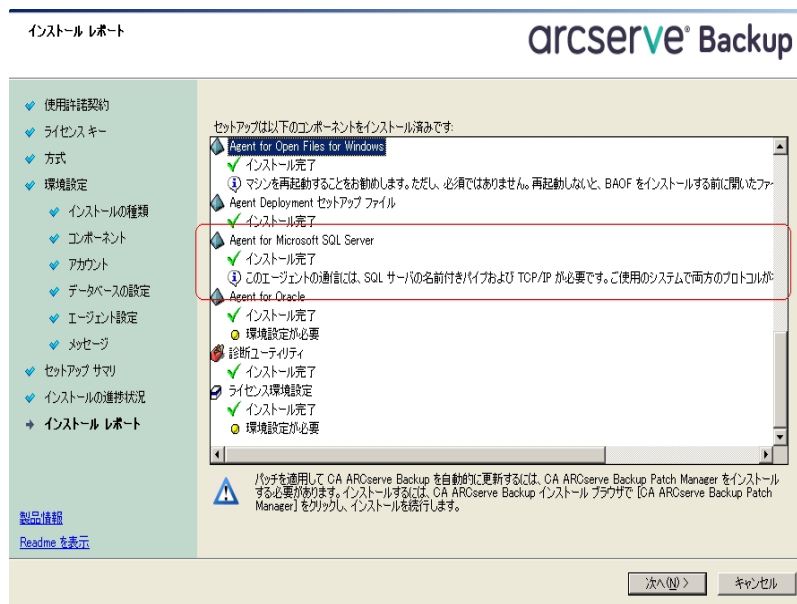 インストール レポート
arcserve® Backup
使用許諾契約
ライセンス キー
方式
環境設定
インストールの種類
コンポーネント
アカウント
データベースの設定
エージェント設定
メッセージ
セットアップ サマリ
インストールの進捗状況
インストール レポート
製品情報
Readme を表示
セットアップは以下のコンポーネントをインストール済みです:
Agent for Open Files for Windows
インストール完了
マシンを再起動することをお勧めします。ただし、必須ではありません。再起動しないと、BAOF をインストールする前に開いたファ
Agent Deployment セットアップ ファイル
インストール完了
Agent for Microsoft SQL Server
インストール完了
このエージェントの通信には、SQL サーバの名前付きパイプおよび TCP/IP が必要です。ご使用のシステムで両方のプロトコルが
Agent for Oracle
インストール完了
環境設定が必要
診断ユーティリティ
インストール完了
ライセンス環境設定
インストール完了
環境設定が必要
パッチを適用して CA ARCserve Backup を自動的に更新するには、CA ARCserve Backup Patch Manager をインストール
する必要があります。インストールするには、CA ARCserve Backup インストール ブラウザで [CA ARCserve Backup Patch
Manager] をクリックし、インストールを続行します。
次へ(N) >
キャンセル